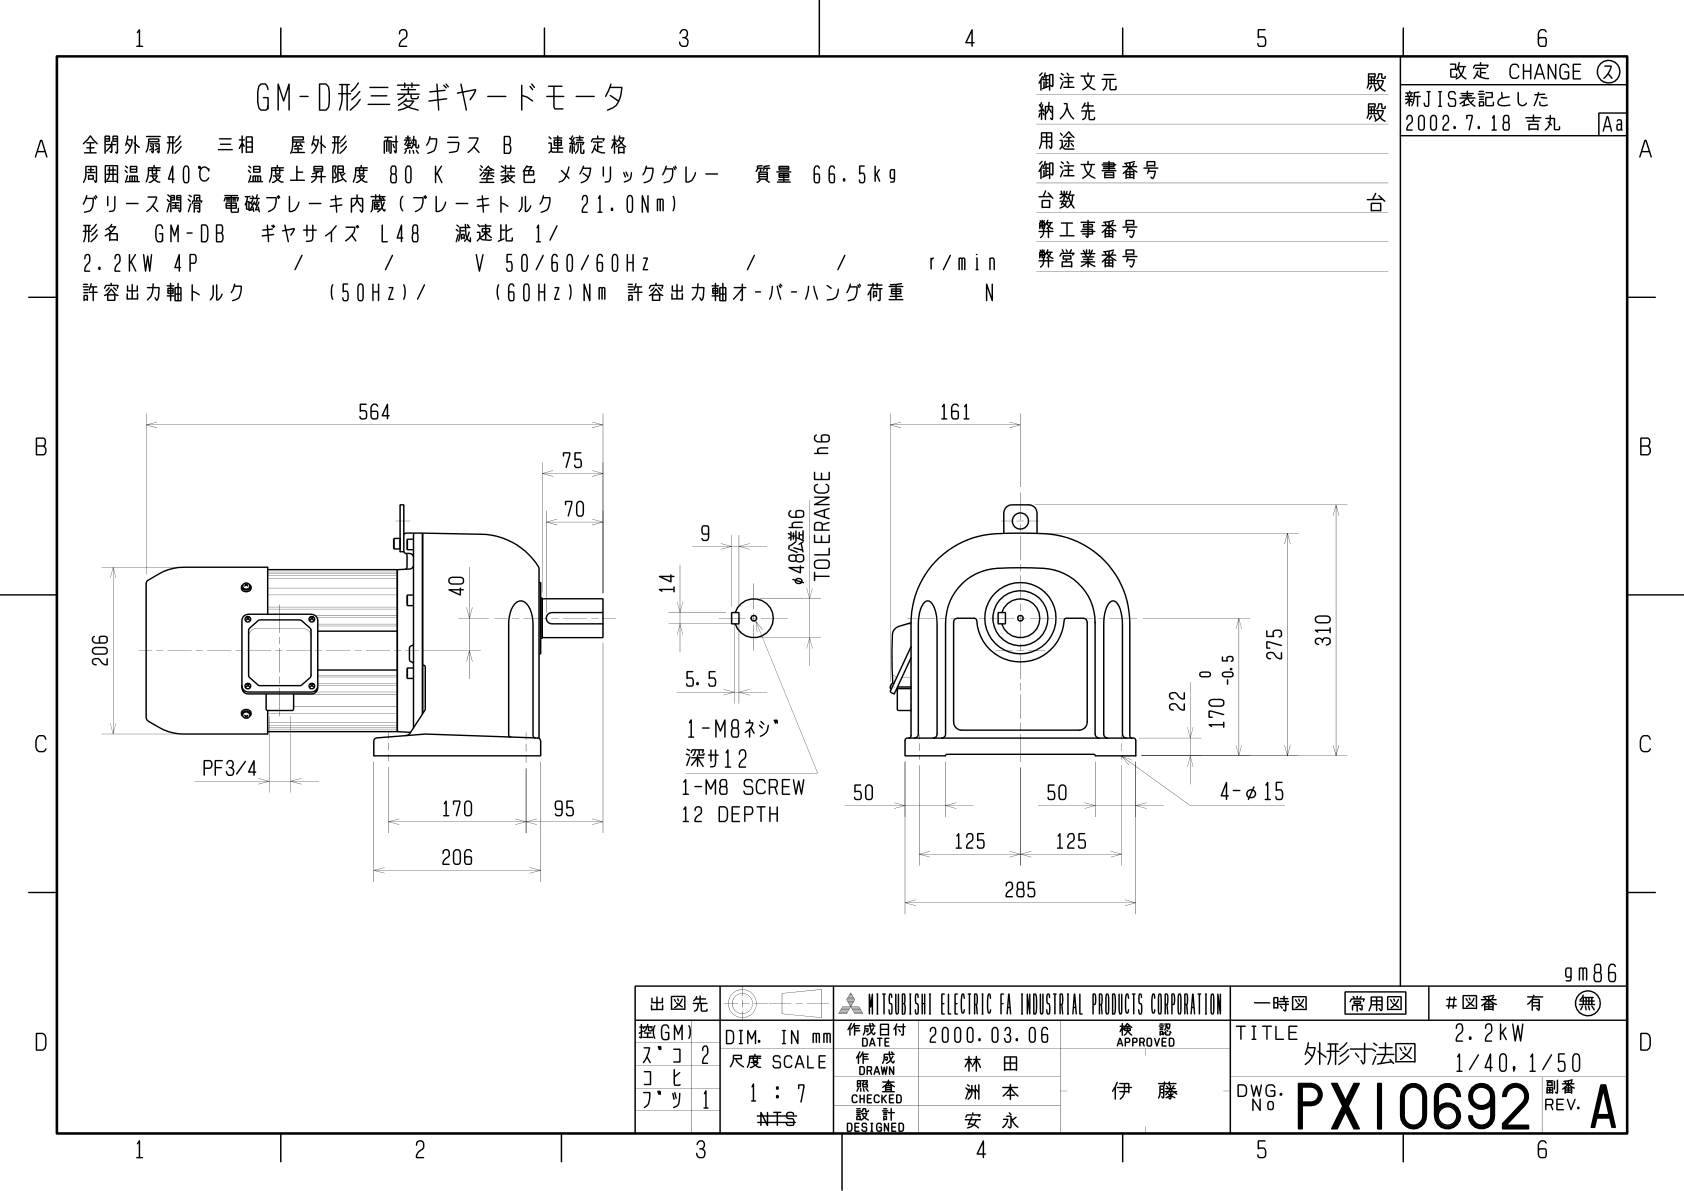 1 2 3 4 5 6
GM-D形三菱ギヤードモータ
全閉外扇形 三相 屋外形 耐熱クラス B 連続定格
周囲温度40℃ 温度上昇限度 80 K 塗装色 メタリックグレー 質量 66.5kg
グリース潤滑 電磁ブレーキ内蔵(ブレーキトルク 21.0Nm)
形名 GM-DB ギヤサイズ L48 減速比 1/
2.2KW 4P / / V 50/60/60Hz / / r/min
許容出力軸トルク (50Hz)/ (60Hz)Nm 許容出力軸オーバーハング荷重 N
御注文元 殿
納入先 殿
用途
御注文書番号
台数 台
弊工事番号
弊営業番号
改定 CHANGE ス
新JIS表記とした
2002.7.18 吉丸 Aa
A A
B B
C C
D D
564
75
70
40
206
PF3/4
170 95
206
9
14
5.5
φ48公差h6
TOLERANCE h6
1-M8ネジ
深サ12
1-M8 SCREW
12 DEPTH
161
310
275
170 0 -0.5
22
50 50
4-φ15
125 125
285
gm86
出図先
控(GM)
ズコ 2
コヒ
ブツ 1
DIM. IN mm
尺度 SCALE
1 : 7
NTS
MITSUBISHI ELECTRIC FA INDUSTRIAL PRODUCTS CORPORATION
作成日付 DATE 2000.03.06
作成 DRAWN 林田
照査 CHECKED 洲本
設計 DESIGNED 安永
検認 APPROVED
伊藤
一時図 常用図 #図番 有 無
TITLE 外形寸法図
2.2kW
1/40,1/50
DWG. No PX10692
副番 REV. A
1 2 3 4 5 6